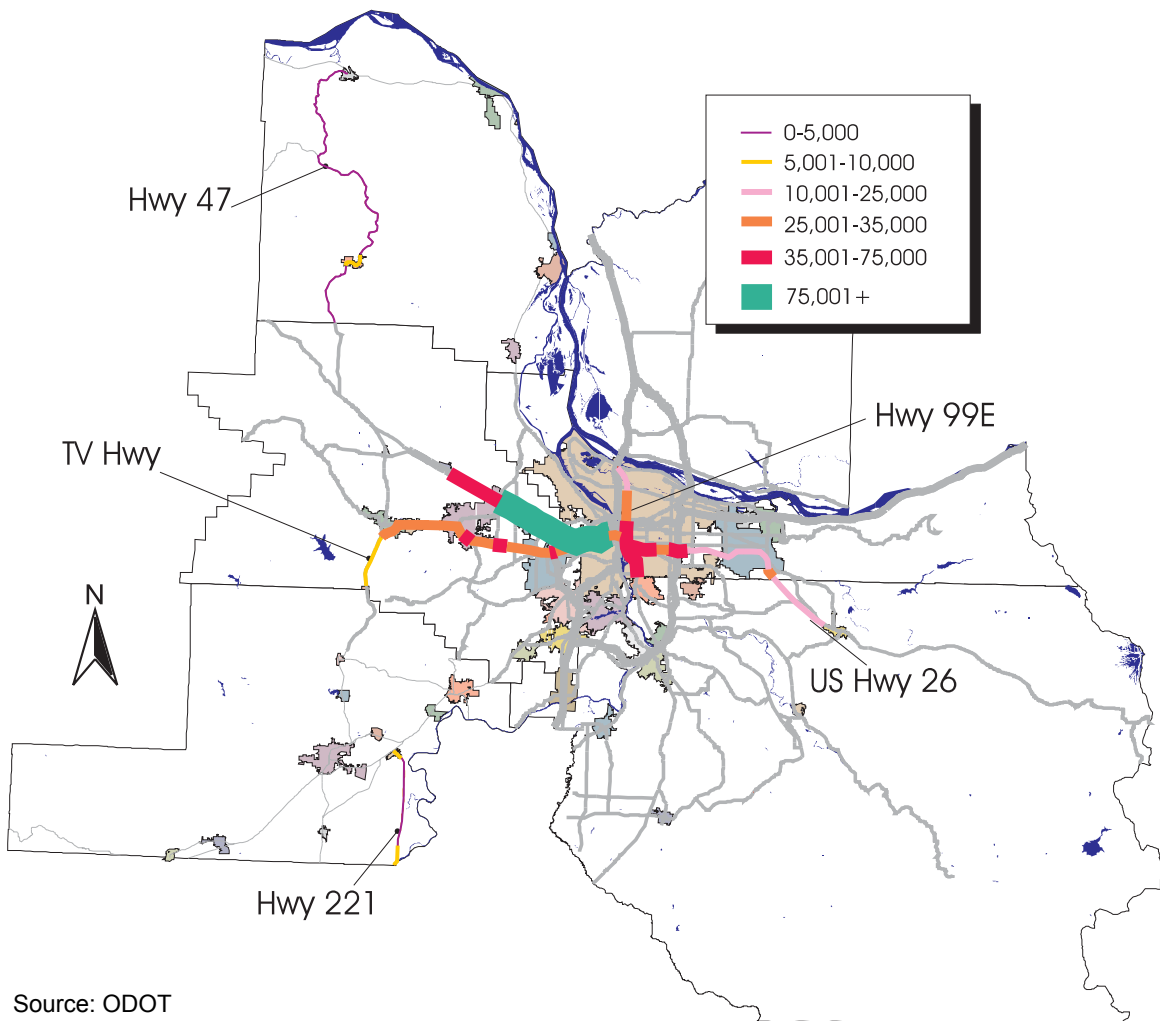 0-5,000
5,001-10,000
10,001-25,000
25,001-35,000
35,001-75,000
75,001+
Hwy 47
Hwy 99E
TV Hwy
N
US Hwy 26
Hwy 221
Source: ODOT